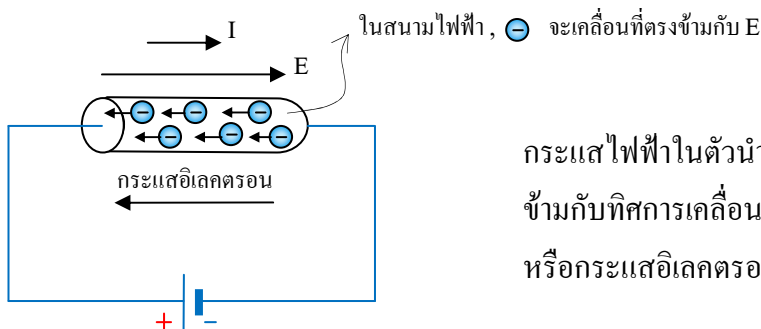 I
ในสนามไฟฟ้า , − จะเคลื่อนที่ตรงข้ามกับ E
E
− − −
− − −
กระแสอิเลคตรอน
กระแสไฟฟ้าในตัวนำ
ข้ามกับทิศการเคลื่อน
หรือกระแสอิเลคตรอ
+ −